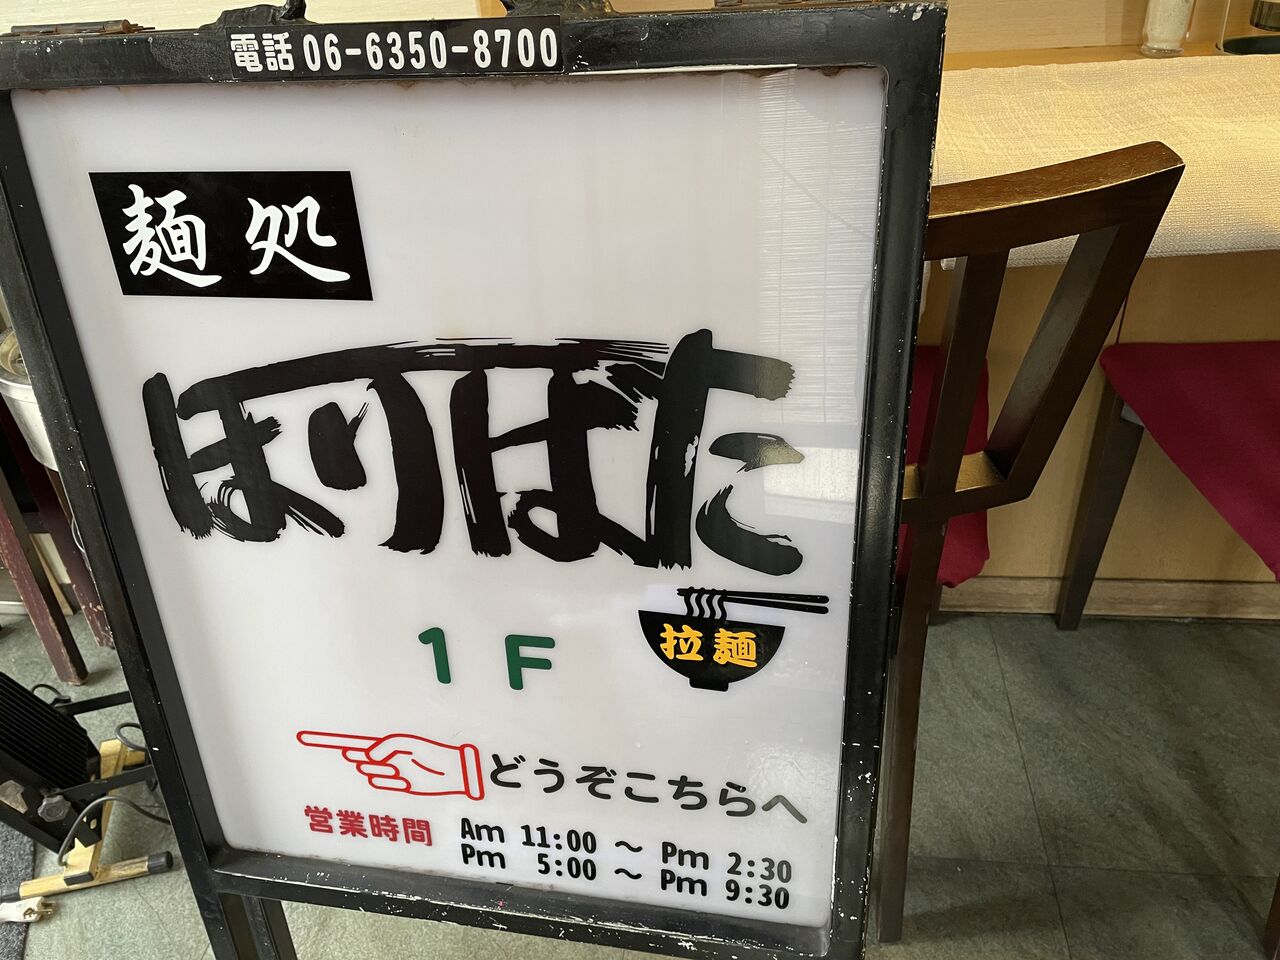 電話 06-6350-8700
麺処
ほりばた
拉麺
1F
どうぞこちらへ
営業時間 Am 11:00 ～ Pm 2:30
Pm 5:00 ～ Pm 9:30